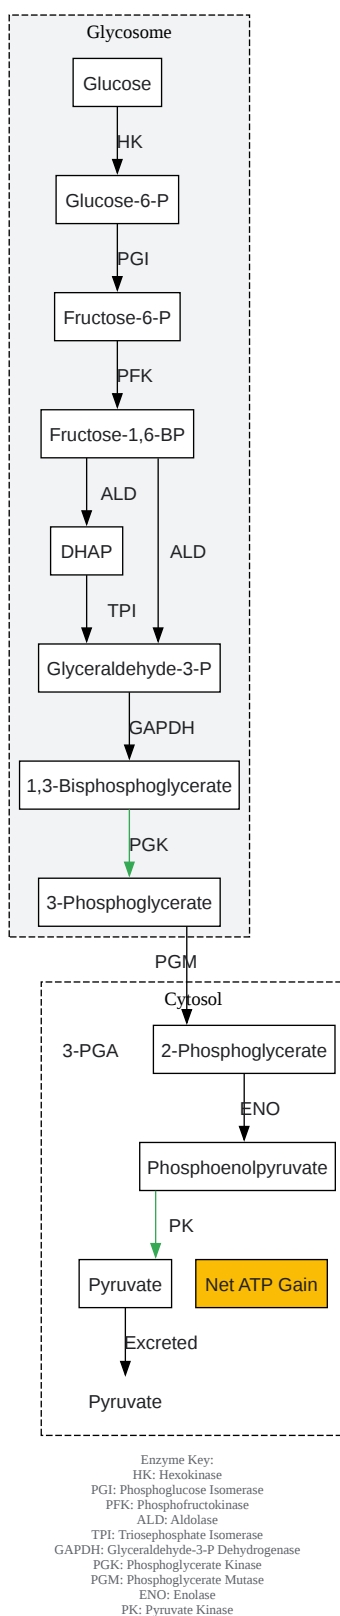 Glycosome
Glucose
HK
Glucose-6-P
PGI
Fructose-6-P
PFK
Fructose-1,6-BP
ALD
DHAP
ALD
TPI
Glyceraldehyde-3-P
GAPDH
1,3-Bisphosphoglycerate
PGK
3-Phosphoglycerate
PGM
Cytosol
3-PGA
2-Phosphoglycerate
ENO
Phosphoenolpyruvate
PK
Pyruvate
Net ATP Gain
Excreted
Pyruvate
Enzyme Key:
HK: Hexokinase
PGI: Phosphoglucose Isomerase
PFK: Phosphofructokinase
ALD: Aldolase
TPI: Triosephosphate Isomerase
GAPDH: Glyceraldehyde-3-P Dehydrogenase
PGK: Phosphoglycerate Kinase
PGM: Phosphoglycerate Mutase
ENO: Enolase
PK: Pyruvate Kinase